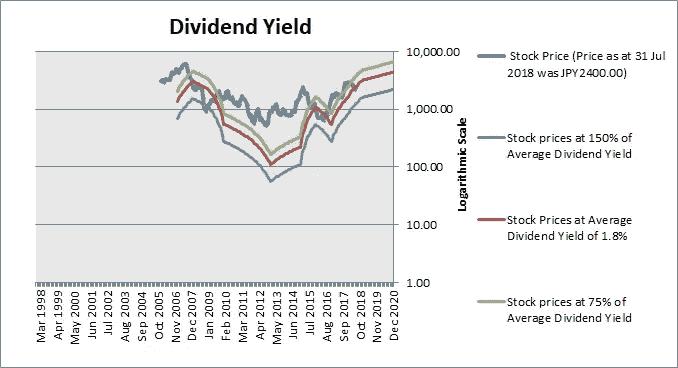 Dividend Yield
10,000.00
1,000.00
100.00
10.00
1.00
Logarithmic Scale
Mar 1998
Apr 1999
May 2000
Jun 2001
Jul 2002
Aug 2003
Sep 2004
Oct 2005
Nov 2006
Dec 2007
Jan 2009
Feb 2010
Mar 2011
Apr 2012
May 2013
Jun 2014
Jul 2015
Aug 2016
Sep 2017
Oct 2018
Nov 2019
Dec 2020
Stock Price (Price as at 31 Jul
2018 was JPY2400.00)
Stock prices at 150% of
Average Dividend Yield
Stock Prices at Average
Dividend Yield of 1.8%
Stock prices at 75% of
Average Dividend Yield